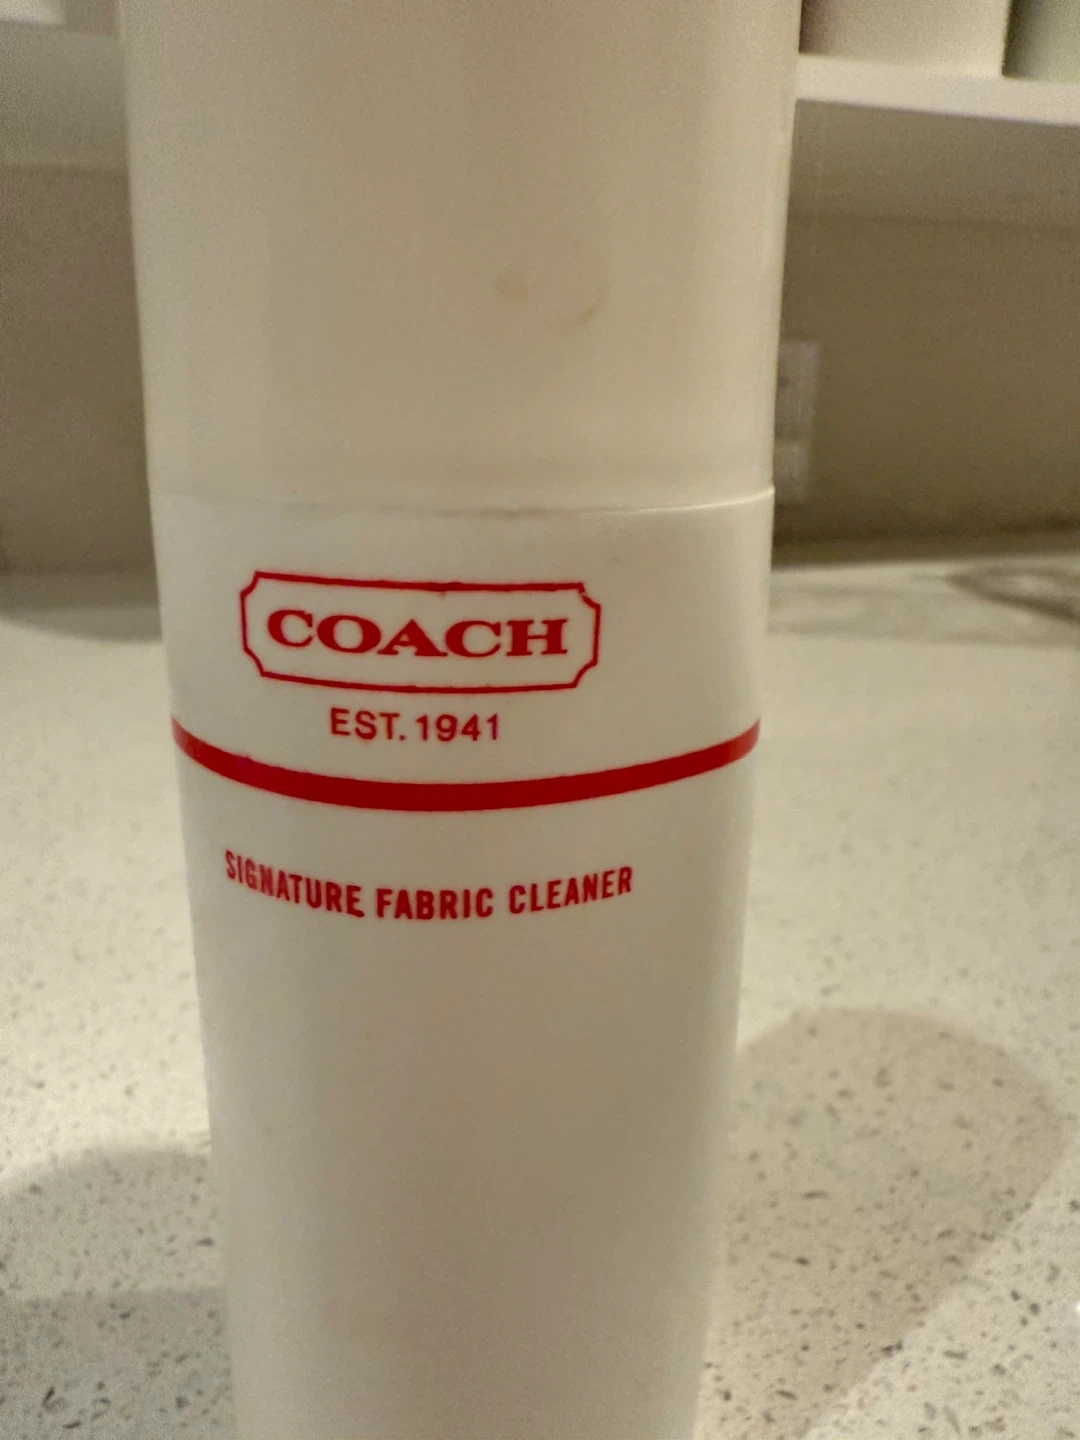 COACH
EST. 1941
SIGNATURE FABRIC CLEANER